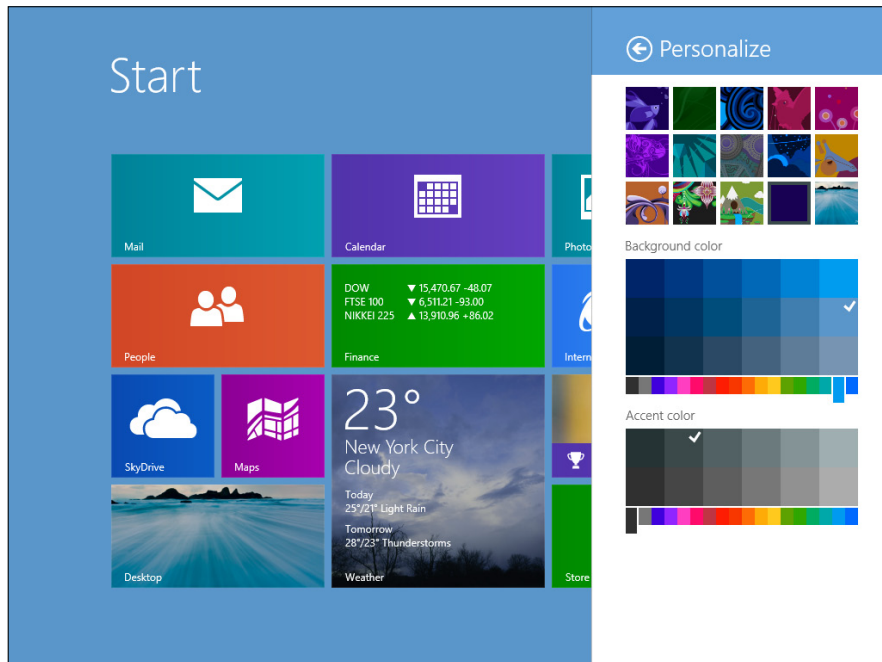 Start
Personalize
Mail
Calendar
Photo
DOW ▼ 15,470.67 -48.07
FTSE 100 ▼ 6,511.21 -93.00
NIKKEI 225 ▲ 13,910.96 +86.02
People
Finance
Intern
23°
New York City
Cloudy
SkyDrive
Maps
Today
25°/21° Light Rain
Tomorrow
28°/23° Thunderstorms
Desktop
Weather
Store
Background color
Accent color